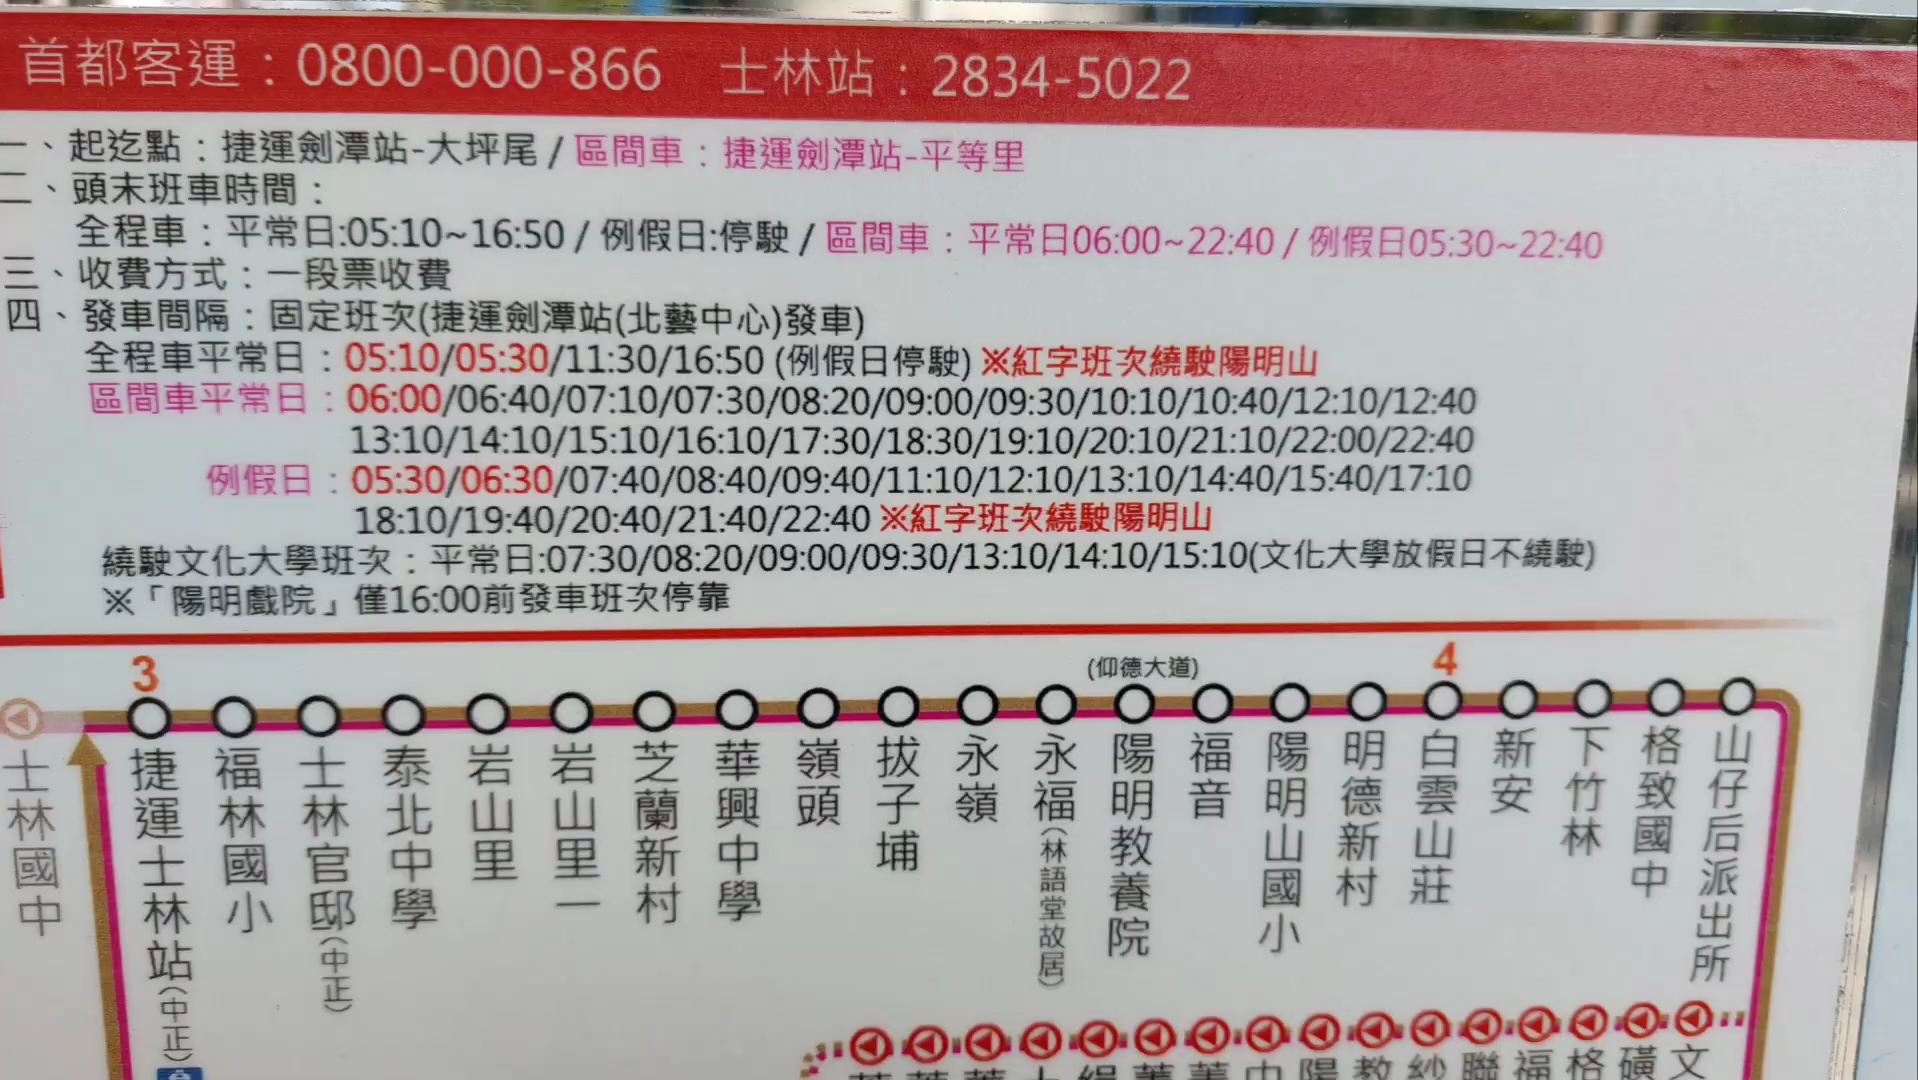 首都客運：0800-000-866　士林站：2834-5022
一、起迄點：捷運劍潭站-大坪尾 / 區間車：捷運劍潭站-平等里
二、頭末班車時間：
全程車：平常日:05:10~16:50 / 例假日:停駛 / 區間車：平常日06:00~22:40 / 例假日05:30~22:40
三、收費方式：一段票收費
四、發車間隔：固定班次(捷運劍潭站(北藝中心)發車)
全程車平常日：05:10/05:30/11:30/16:50 (例假日停駛) ※紅字班次繞駛陽明山
區間車平常日：06:00/06:40/07:10/07:30/08:20/09:00/09:30/10:10/10:40/12:10/12:40
13:10/14:10/15:10/16:10/17:30/18:30/19:10/20:10/21:10/22:00/22:40
例假日：05:30/06:30/07:40/08:40/09:40/11:10/12:10/13:10/14:40/15:40/17:10
18:10/19:40/20:40/21:40/22:40 ※紅字班次繞駛陽明山
繞駛文化大學班次：平常日:07:30/08:20/09:00/09:30/13:10/14:10/15:10(文化大學放假日不繞駛)
※「陽明戲院」僅16:00前發車班次停靠
3
(仰德大道)
4
士林國中
捷運士林站(中正)
福林國小
士林官邸(中正)
泰北中學
岩山里
岩山里一
芝蘭新村
華興中學
嶺頭
拔子埔
永嶺
永福(林語堂故居)
陽明教養院
福音
陽明山國小
明德新村
白雲山莊
新安
下竹林
格致國中
山仔后派出所
中
陽
教
紗
聯
福
格
磺
文